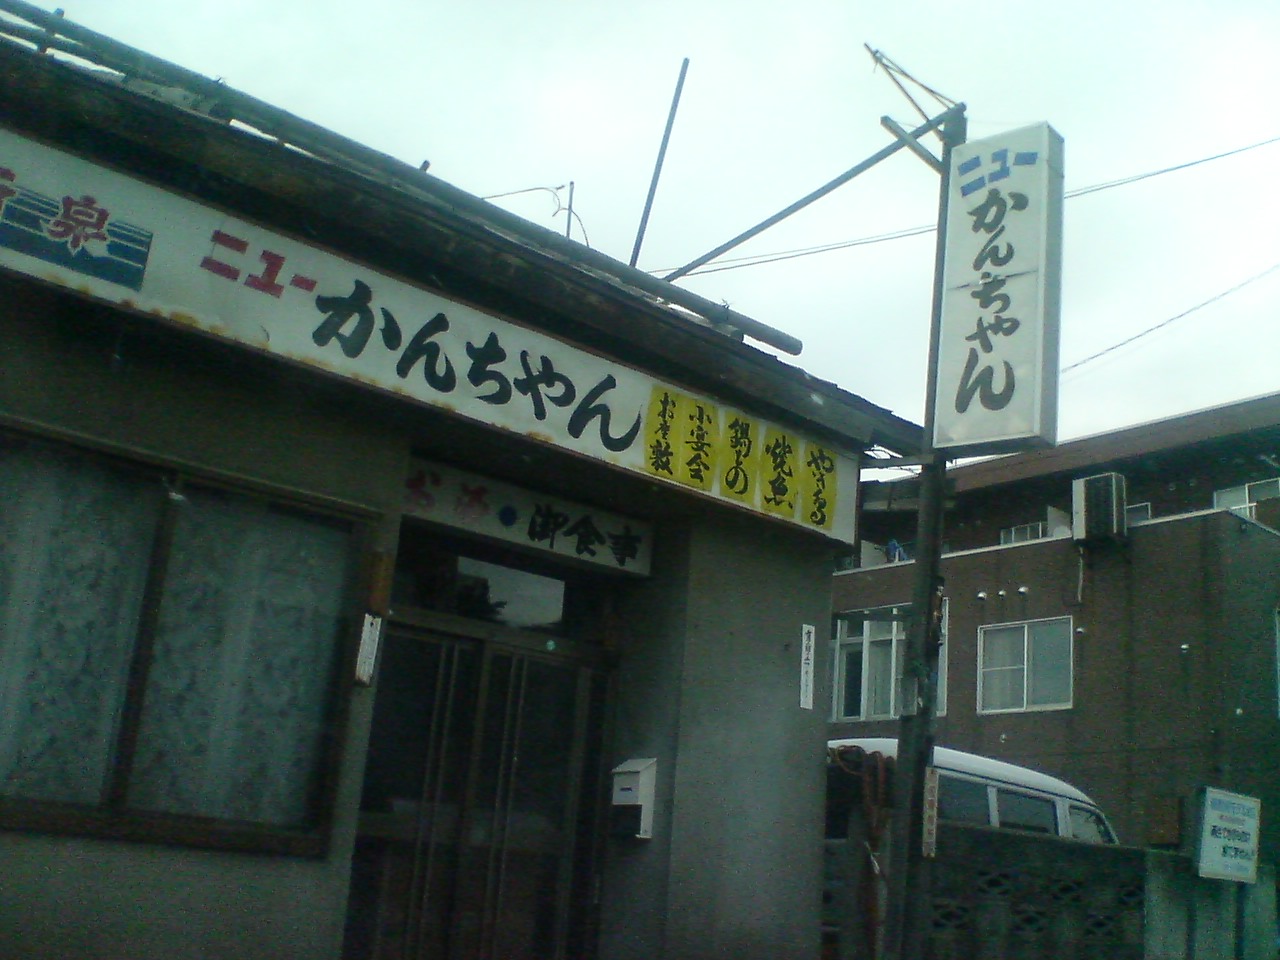 泉
ニューかんちゃん
お座敷
小宴会
鍋もの
焼魚
やきとり
お酒・御食事
ニューかんちゃん